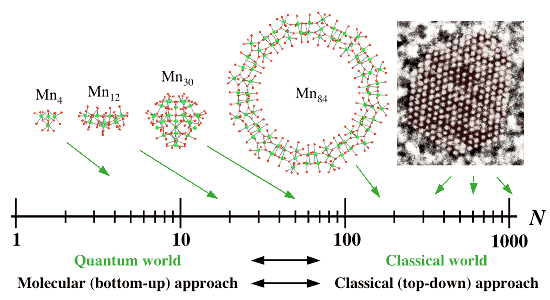 Mn4
Mn12
Mn30
Mn84
1
10
100
1000
N
Quantum world
Classical world
Molecular (bottom-up) approach
Classical (top-down) approach